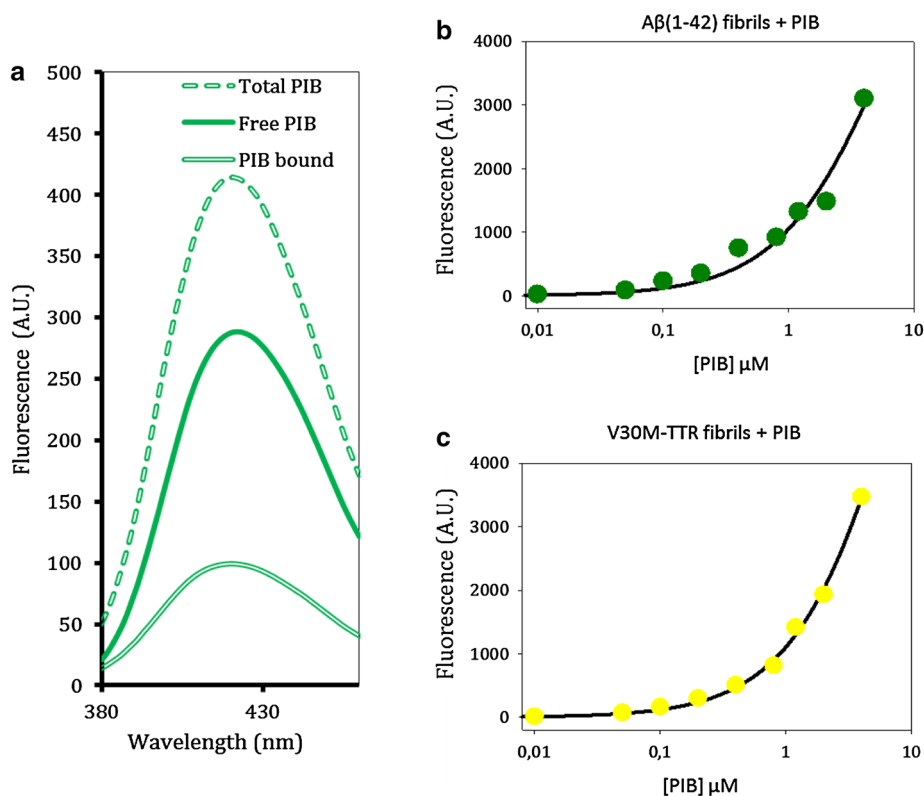 a
500
450
400
350
300
250
200
150
100
50
0
Fluorescence (A.U.)
Total PIB
Free PIB
PIB bound
380
430
Wavelength (nm)
b
Aβ(1-42) fibrils + PIB
4000
3000
2000
1000
0
Fluorescence (A.U.)
0,01
0,1
1
10
[PIB] µM
c
V30M-TTR fibrils + PIB
4000
3000
2000
1000
0
Fluorescence (A.U.)
0,01
0,1
1
10
[PIB] µM